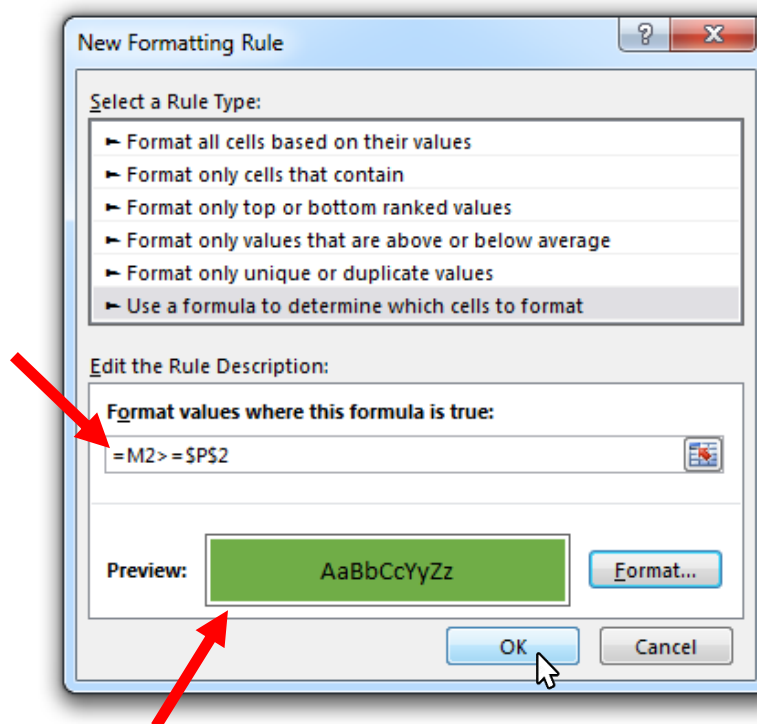 New Formatting Rule
Select a Rule Type:
► Format all cells based on their values
► Format only cells that contain
► Format only top or bottom ranked values
► Format only values that are above or below average
► Format only unique or duplicate values
► Use a formula to determine which cells to format
Edit the Rule Description:
Format values where this formula is true:
=M2>=$P$2
Preview: AaBbCcYyZz Format...
OK Cancel